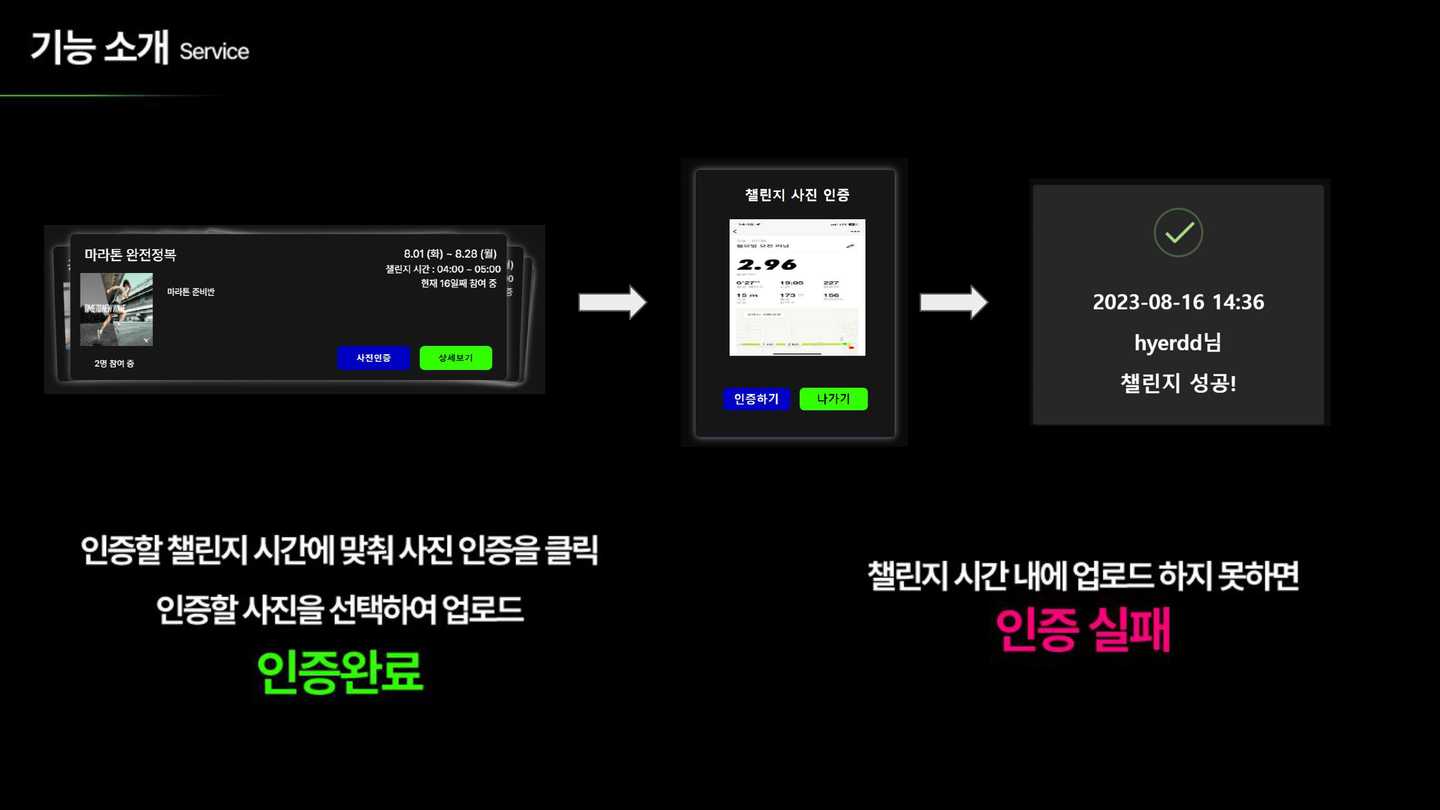 기능 소개 Service
마라톤 완전정복
8.01 (화) ~ 8.28 (월)
챌린지 시간 : 04:00 ~ 05:00
현재 16일째 참여 중
마라톤 준비반
2명 참여 중
사진인증
상세보기
챌린지 사진 인증
2.96
19:05
227
173
156
인증하기
나가기
2023-08-16 14:36
hyerdd님
챌린지 성공!
인증할 챌린지 시간에 맞춰 사진 인증을 클릭
인증할 사진을 선택하여 업로드
인증완료
챌린지 시간 내에 업로드 하지 못하면
인증 실패